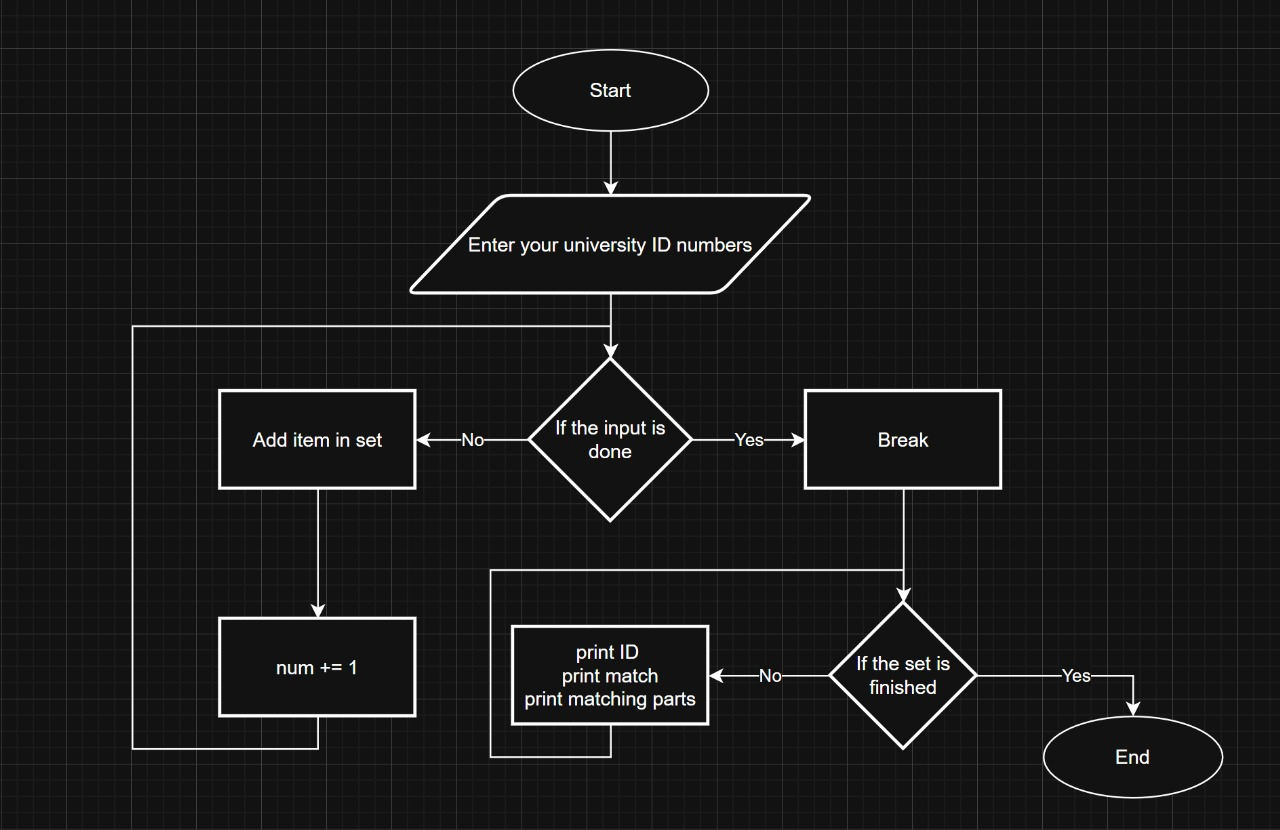 Start
Enter your university ID numbers
If the input is
done
No
Yes
Add item in set
Break
num += 1
print ID
print match
print matching parts
No
If the set is
finished
Yes
End